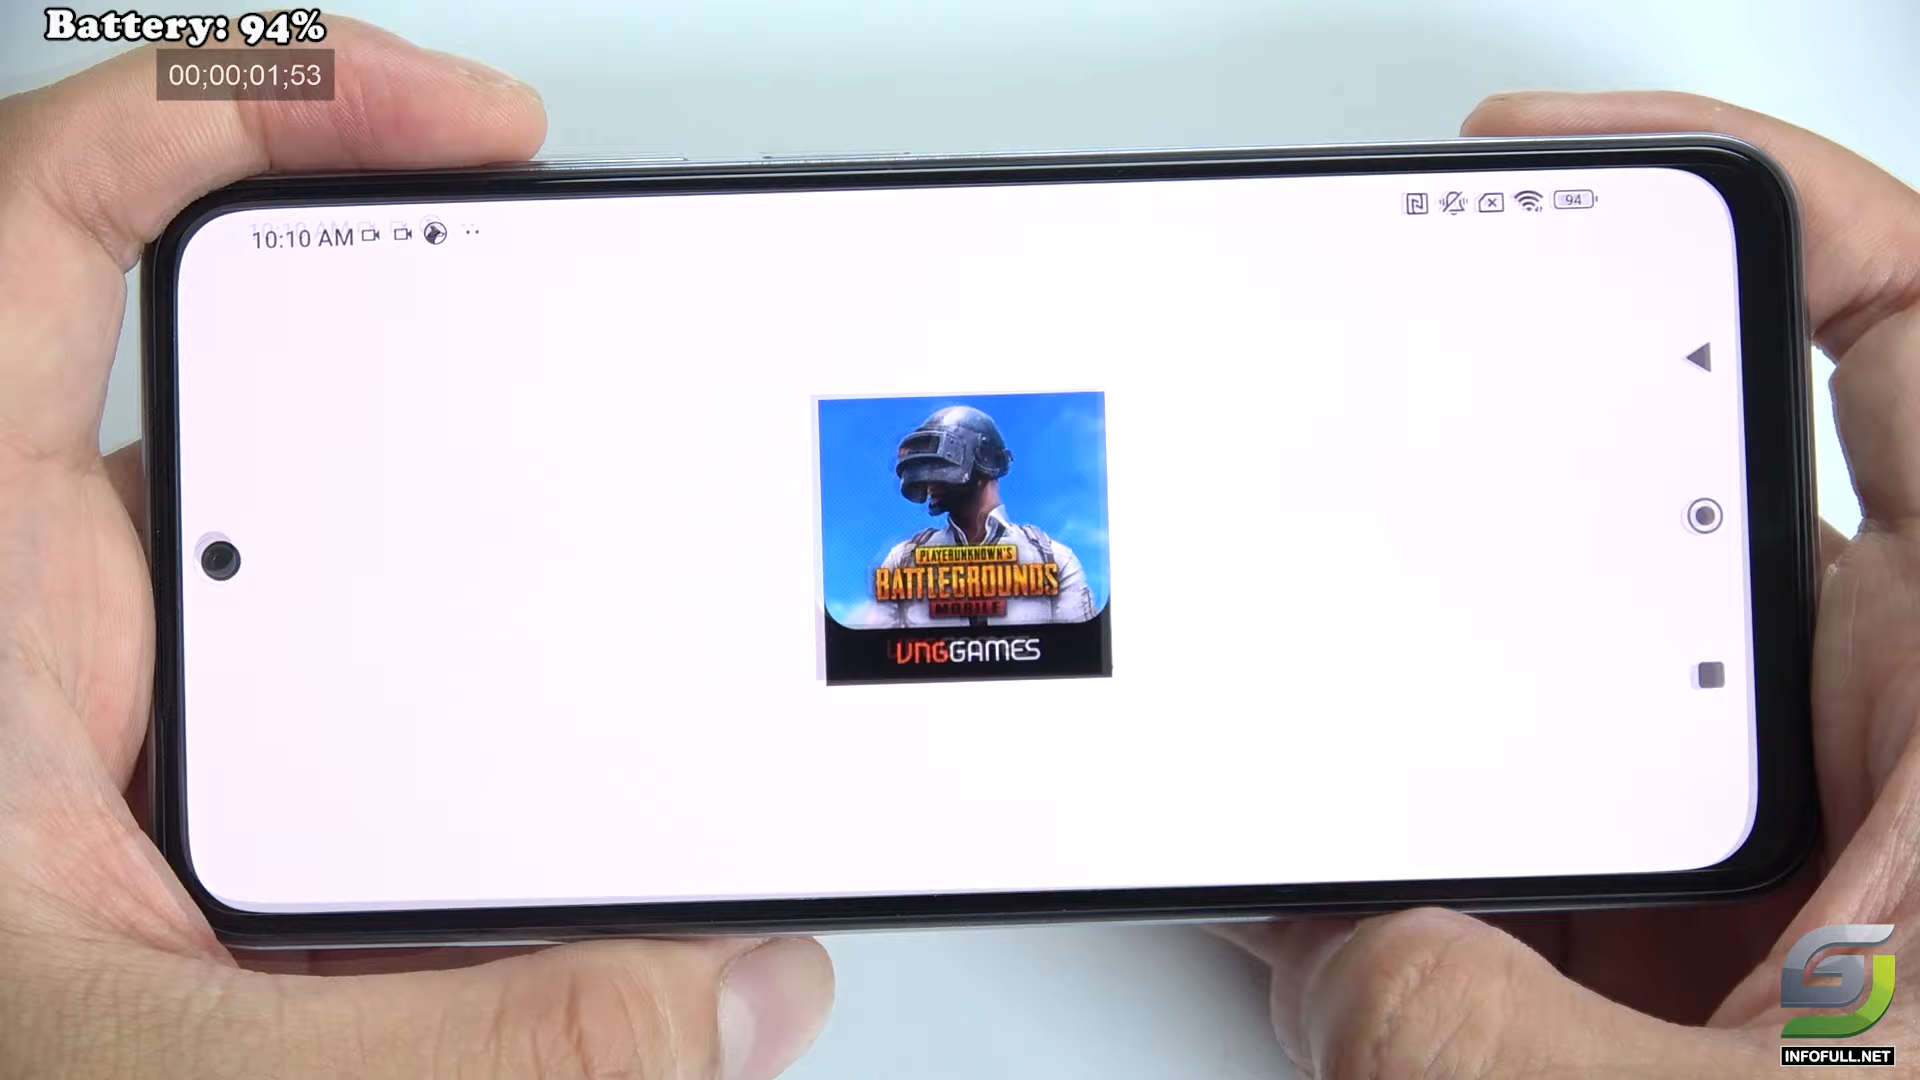 Battery: 94%
00;00;01;53
10:10 AM
94
PLAYERUNKNOWN'S
BATTLEGROUNDS
MOBILE
VNGGAMES
INFOFULL.NET